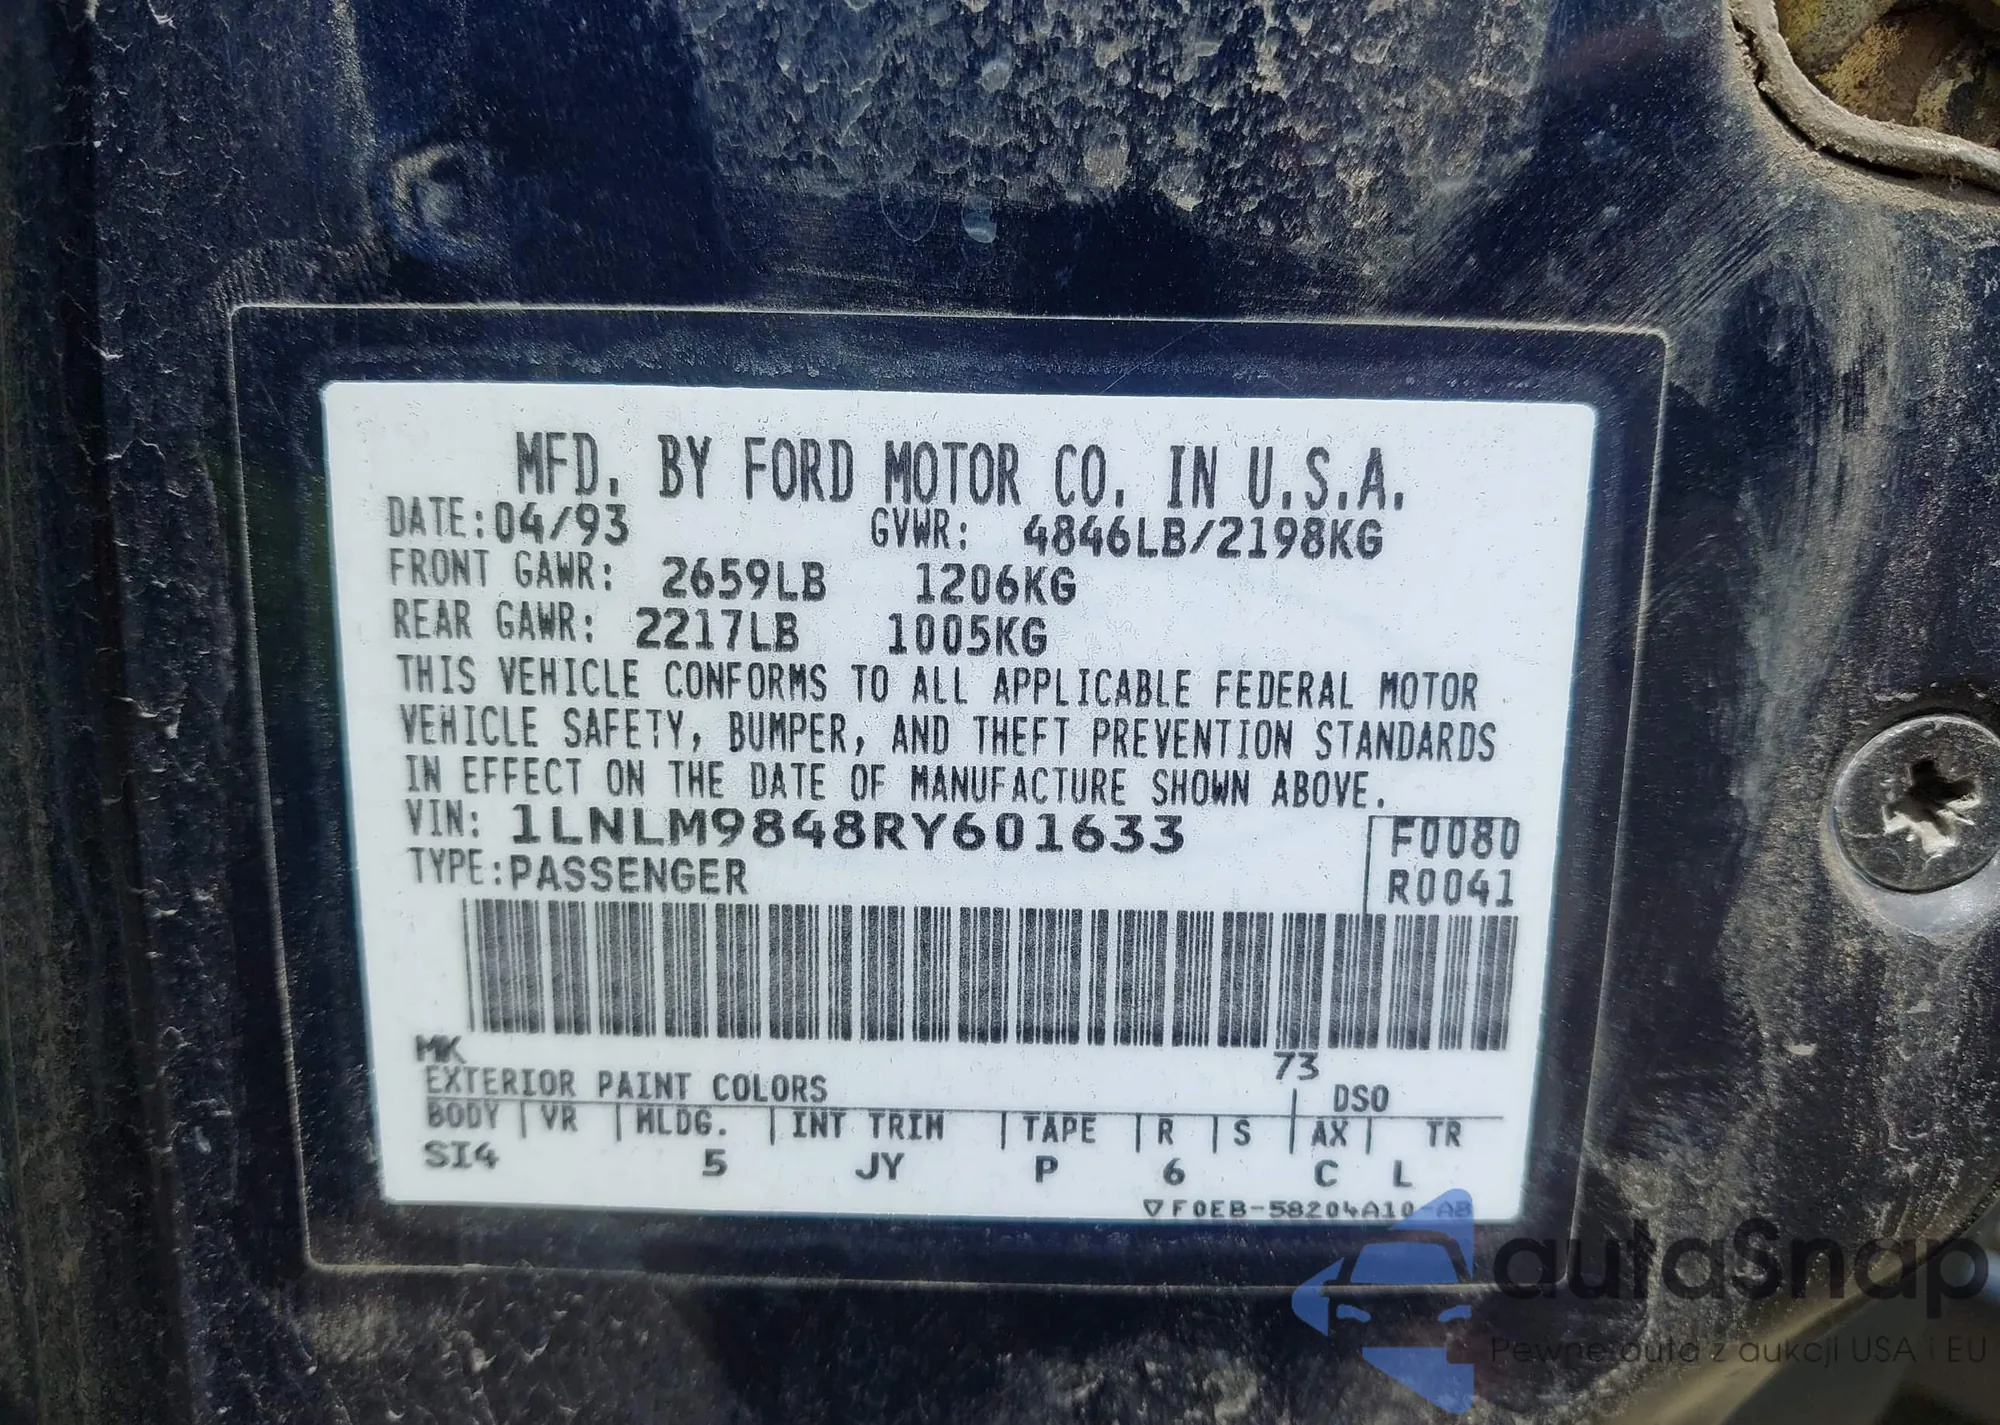 MFD. BY FORD MOTOR CO. IN U.S.A.
DATE: 04/93 GVWR: 4846LB/2198KG
FRONT GAWR: 2659LB 1206KG
REAR GAWR: 2217LB 1005KG
THIS VEHICLE CONFORMS TO ALL APPLICABLE FEDERAL MOTOR
VEHICLE SAFETY, BUMPER, AND THEFT PREVENTION STANDARDS
IN EFFECT ON THE DATE OF MANUFACTURE SHOWN ABOVE.
VIN: 1LNLM9848RY601633 F0080
TYPE: PASSENGER R0041
MK 73
EXTERIOR PAINT COLORS DSO
BODY | VR | MLDG. | INT TRIM | TAPE | R | S | AX | TR
SI4 5 JY P 6 C L
▽F0EB-58204A10-AB
autaSnap
Pewne auta z aukcji USA i EU